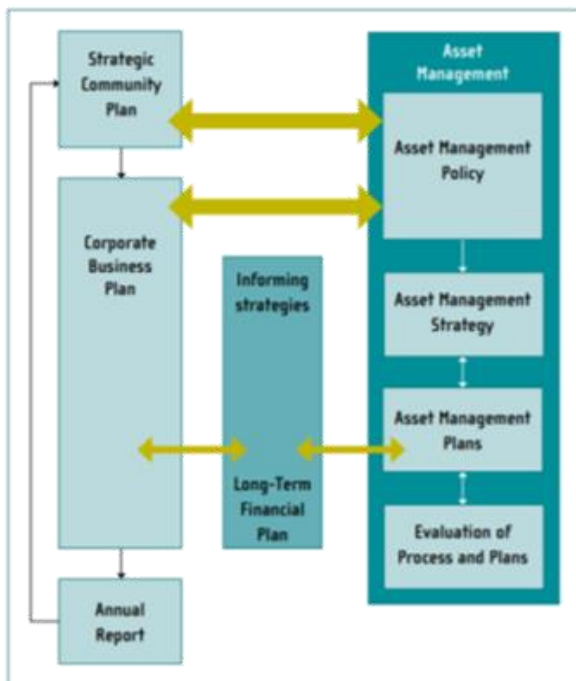 Strategic
Community
Plan
Corporate
Business
Plan
Annual
Report
Informing
strategies
Long-Term
Financial
Plan
Asset
Management
Asset Management
Policy
Asset Management
Strategy
Asset Management
Plans
Evaluation of
Process and Plans